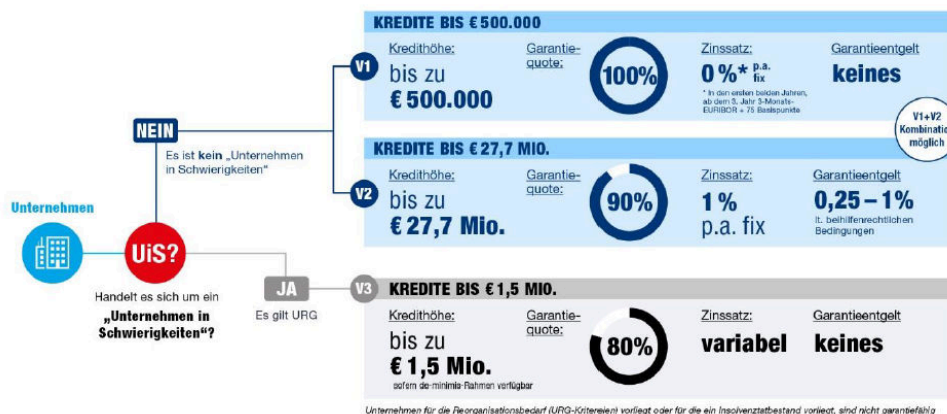 Unternehmen
UiS?
Handelt es sich um ein
„Unternehmen in
Schwierigkeiten“?
NEIN
Es ist kein „Unternehmen
in Schwierigkeiten“
JA
Es gilt URG
V1
KREDITE BIS € 500.000
Kredithöhe:
bis zu
€ 500.000
Garantie-
quote:
100%
Zinssatz:
0 %* p.a.
fix
* In den ersten beiden Jahren,
ab dem 3. Jahr 3-Monats-
EURIBOR + 75 Basispunkte
Garantieentgelt
keines
V1+V2
Kombination
möglich
V2
KREDITE BIS € 27,7 MIO.
Kredithöhe:
bis zu
€ 27,7 Mio.
Garantie-
quote:
90%
Zinssatz:
1 %
p.a. fix
Garantieentgelt
0,25 – 1%
lt. beihilfenrechtlichen
Bedingungen
V3
KREDITE BIS € 1,5 MIO.
Kredithöhe:
bis zu
€ 1,5 Mio.
sofern de-minimis-Rahmen verfügbar
Garantie-
quote:
80%
Zinssatz:
variabel
Garantieentgelt
keines
Unternehmen für die Reorganisationsbedarf (URG-Kritereien) vorliegt oder für die ein Insolvenztatbestand vorliegt, sind nicht garantiefähig